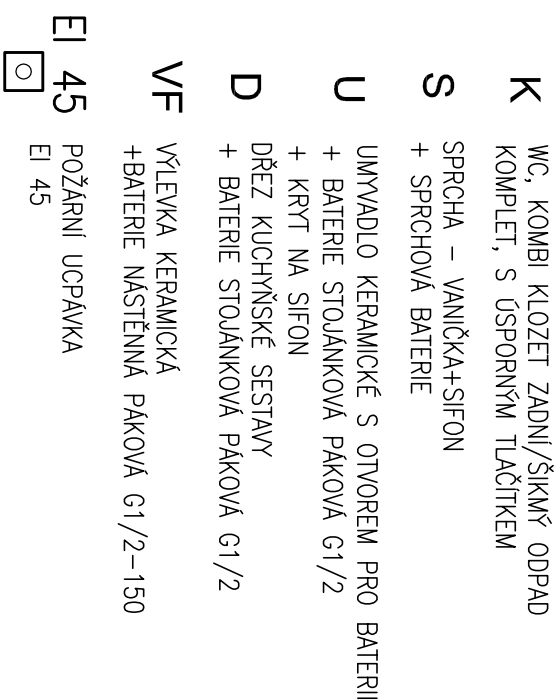 K
WC, KOMBI KLOZET ZADNÍ/ŠIKMÝ ODPAD
KOMPLET, S ÚSPORNÝM TLAČÍTKEM
S
SPRCHA – VANIČKA+SIFON
+ SPRCHOVÁ BATERIE
U
UMYVADLO KERAMICKÉ S OTVOREM PRO BATERII
+ BATERIE STOJÁNKOVÁ PÁKOVÁ G1/2
+ KRYT NA SIFON
D
DŘEZ KUCHYŇSKÉ SESTAVY
+ BATERIE STOJÁNKOVÁ PÁKOVÁ G1/2
VF
VÝLEVKA KERAMICKÁ
+BATERIE NÁSTĚNNÁ PÁKOVÁ G1/2–150
EI 45
POŽÁRNÍ UCPÁVKA
EI 45